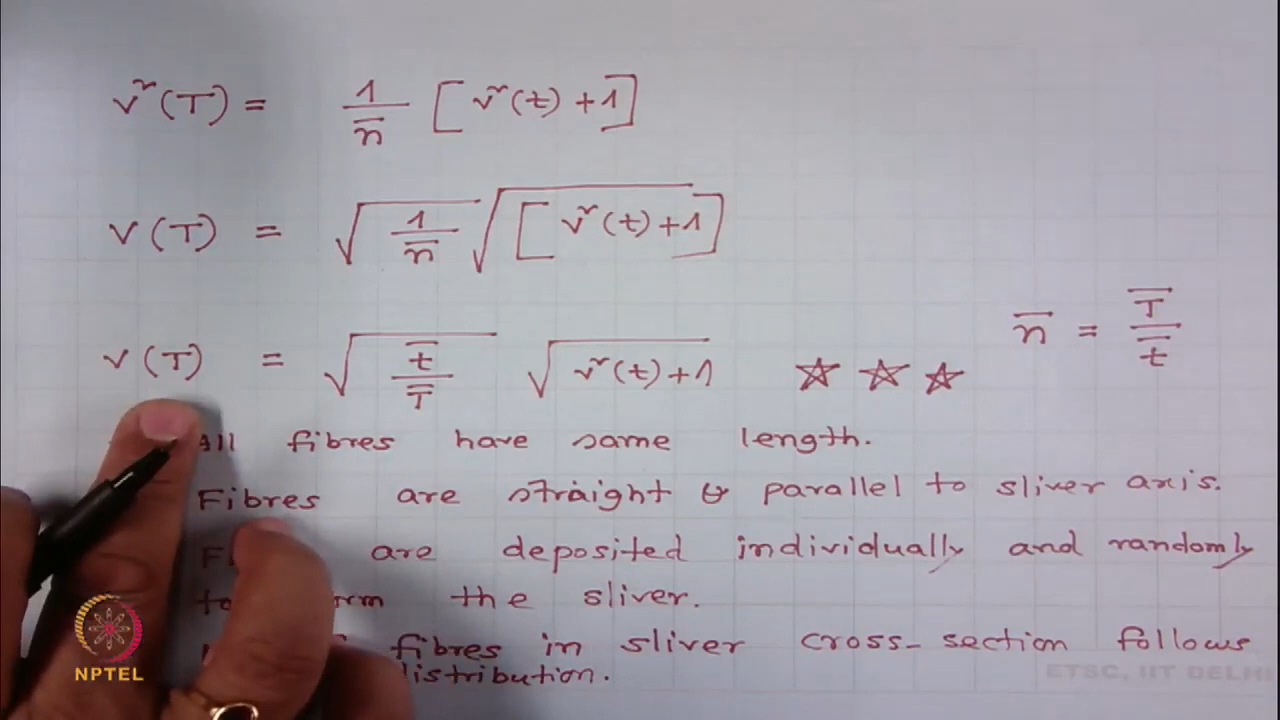 v²(T) = 1/n̅ [v²(t) + 1]
v(T) = √(1/n̅) √([v²(t) + 1])
v(T) = √(t̅/T̅) √(v²(t) + 1) ☆ ☆ ☆ n̅ = T̅/t̅
All fibres have same length.
Fibres are straight & parallel to sliver axis.
are deposited individually and randomly
the sliver.
fibres in sliver cross-section follows
distribution.
NPTEL
ETSC, IIT DELHI